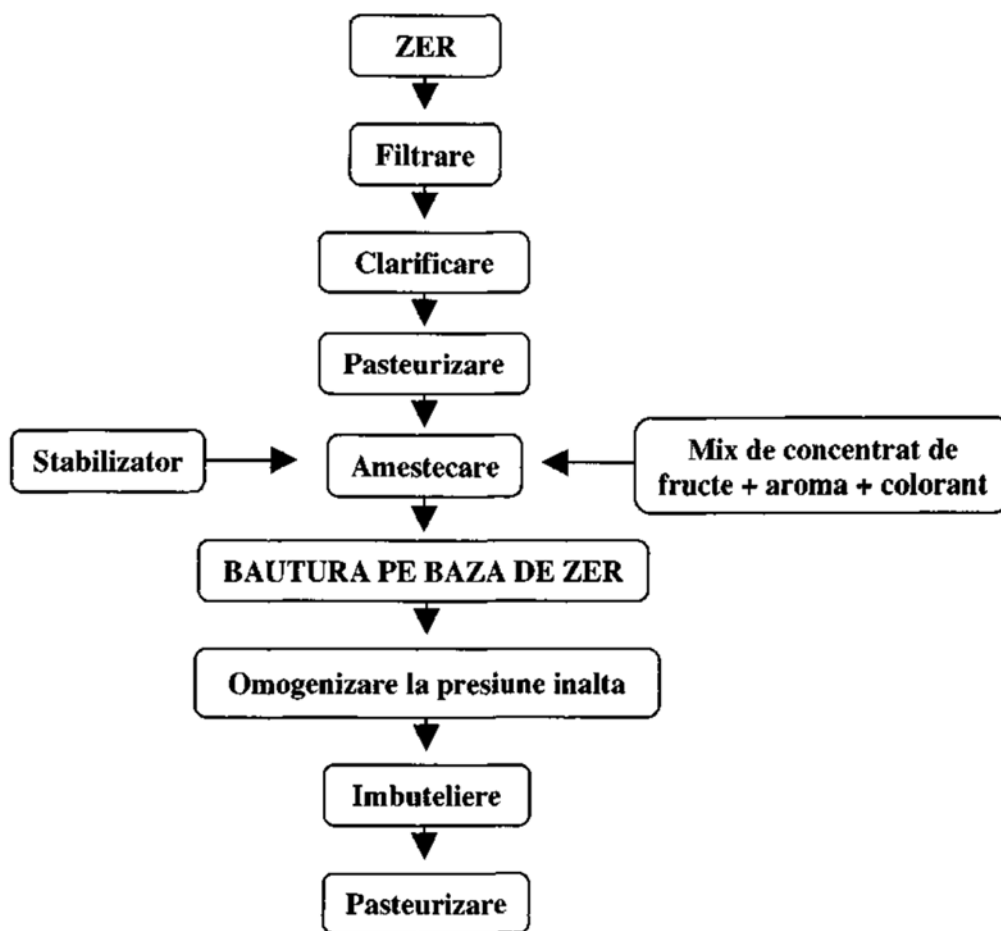 ZER
Filtrare
Clarificare
Pasteurizare
Stabilizator
Amestecare
Mix de concentrat de
fructe + aroma + colorant
BAUTURA PE BAZA DE ZER
Omogenizare la presiune inalta
Imbuteliere
Pasteurizare